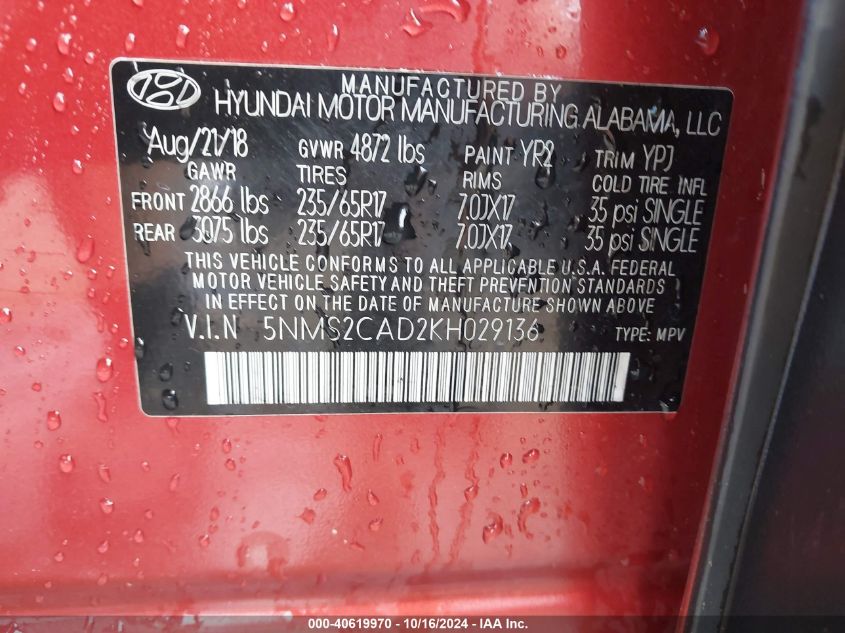 MANUFACTURED BY
HYUNDAI MOTOR MANUFACTURING ALABAMA, LLC
Aug/21/18 GVWR 4872 lbs PAINT YR2 TRIM YPJ
GAWR TIRES RIMS COLD TIRE INFL
FRONT 2866 lbs 235/65R17 7.0JX17 35 psi SINGLE
REAR 3075 lbs 235/65R17 7.0JX17 35 psi SINGLE
THIS VEHICLE CONFORMS TO ALL APPLICABLE U.S.A. FEDERAL
MOTOR VEHICLE SAFETY AND THEFT PREVENTION STANDARDS
IN EFFECT ON THE DATE OF MANUFACTURE SHOWN ABOVE
V.I.N 5NMS2CAD2KH029136 TYPE: MPV
000-40619970 - 10/16/2024 - IAA Inc.